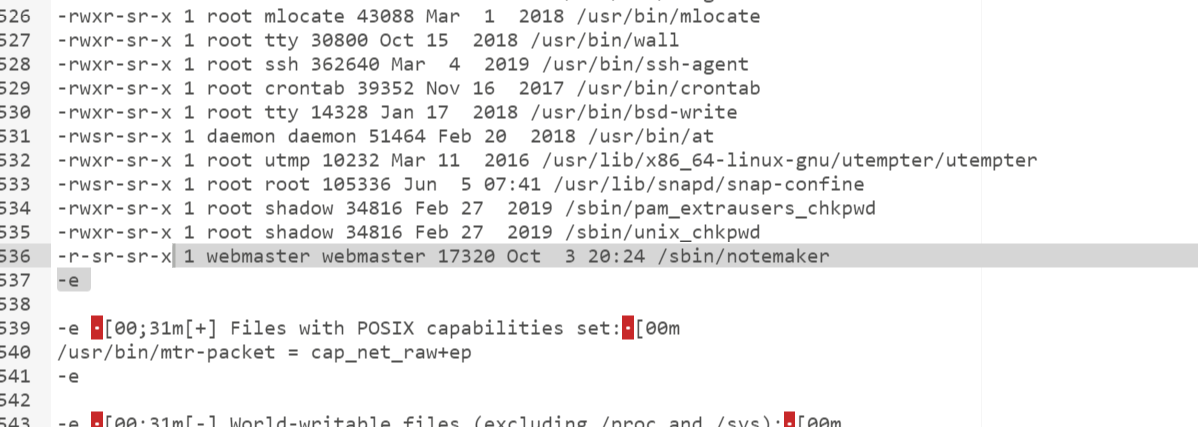 526 -rwxr-sr-x 1 root mlocate 43088 Mar  1  2018 /usr/bin/mlocate
527 -rwxr-sr-x 1 root tty 30800 Oct 15  2018 /usr/bin/wall
528 -rwxr-sr-x 1 root ssh 362640 Mar  4  2019 /usr/bin/ssh-agent
529 -rwxr-sr-x 1 root crontab 39352 Nov 16  2017 /usr/bin/crontab
530 -rwxr-sr-x 1 root tty 14328 Jan 17  2018 /usr/bin/bsd-write
531 -rwsr-sr-x 1 daemon daemon 51464 Feb 20  2018 /usr/bin/at
532 -rwxr-sr-x 1 root utmp 10232 Mar 11  2016 /usr/lib/x86_64-linux-gnu/utempter/utempter
533 -rwsr-sr-x 1 root root 105336 Jun  5 07:41 /usr/lib/snapd/snap-confine
534 -rwxr-sr-x 1 root shadow 34816 Feb 27  2019 /sbin/pam_extrausers_chkpwd
535 -rwxr-sr-x 1 root shadow 34816 Feb 27  2019 /sbin/unix_chkpwd
536 -r-sr-sr-x 1 webmaster webmaster 17320 Oct  3 20:24 /sbin/notemaker
537 -e
538
539 -e [00;31m[+] Files with POSIX capabilities set:[00m
540 /usr/bin/mtr-packet = cap_net_raw+ep
541 -e
542
543 -e [00;31m[-] World-writable files (excluding /proc and /sys):[00m